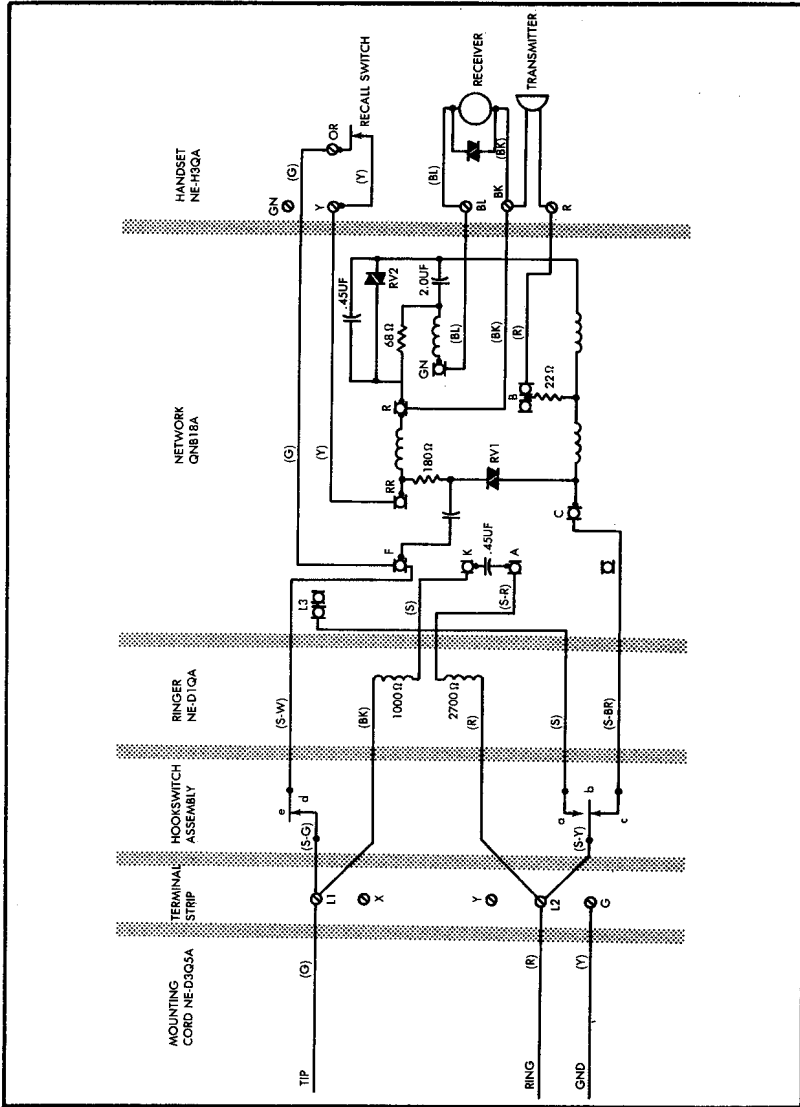 MOUNTING
CORD NE-D3Q5A
TERMINAL
STRIP
HOOKSWITCH
ASSEMBLY
RINGER
NE-D1QA
NETWORK
QNB18A
HANDSET
NE-H3QA
TIP
(G)
L1
X
Y
RING
(R)
L2
GND
(Y)
G
(S-G)
e
d
(S-Y)
a
b
c
(S-W)
(BK)
1000Ω
2700Ω
(R)
(S)
(S-BR)
L3
(S)
(S-R)
K
.45UF
A
F
C
(G)
(Y)
RR
180Ω
RV1
R
.45UF
RV2
68Ω
2.0UF
GN
(BL)
(BK)
(R)
B
22Ω
GN
(G)
OR
RECALL SWITCH
Y
(Y)
BL
(BL)
RECEIVER
BK
(BK)
TRANSMITTER
R